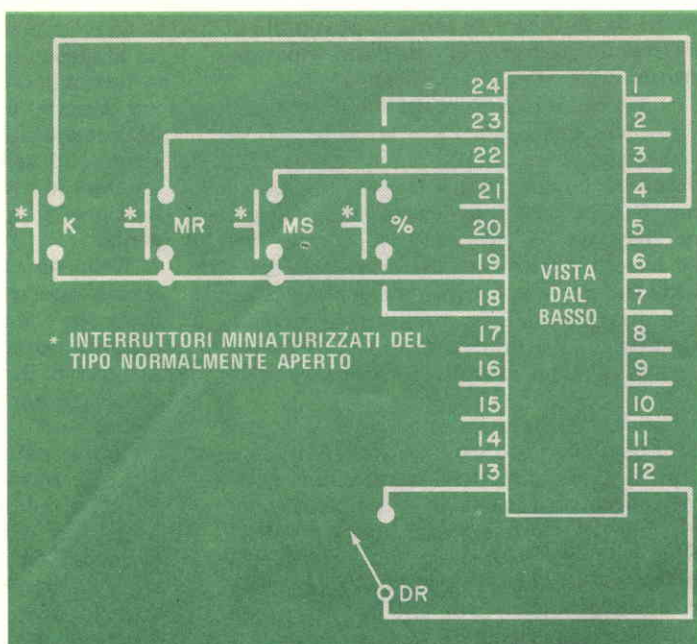 24 1
23 2
22 3
21 4
20 5
19 6
18 7
17 8
16 9
15 10
14 11
13 12
* K * MR * MS * %
VISTA
DAL
BASSO
* INTERRUTTORI MINIATURIZZATI DEL
TIPO NORMALMENTE APERTO
DR